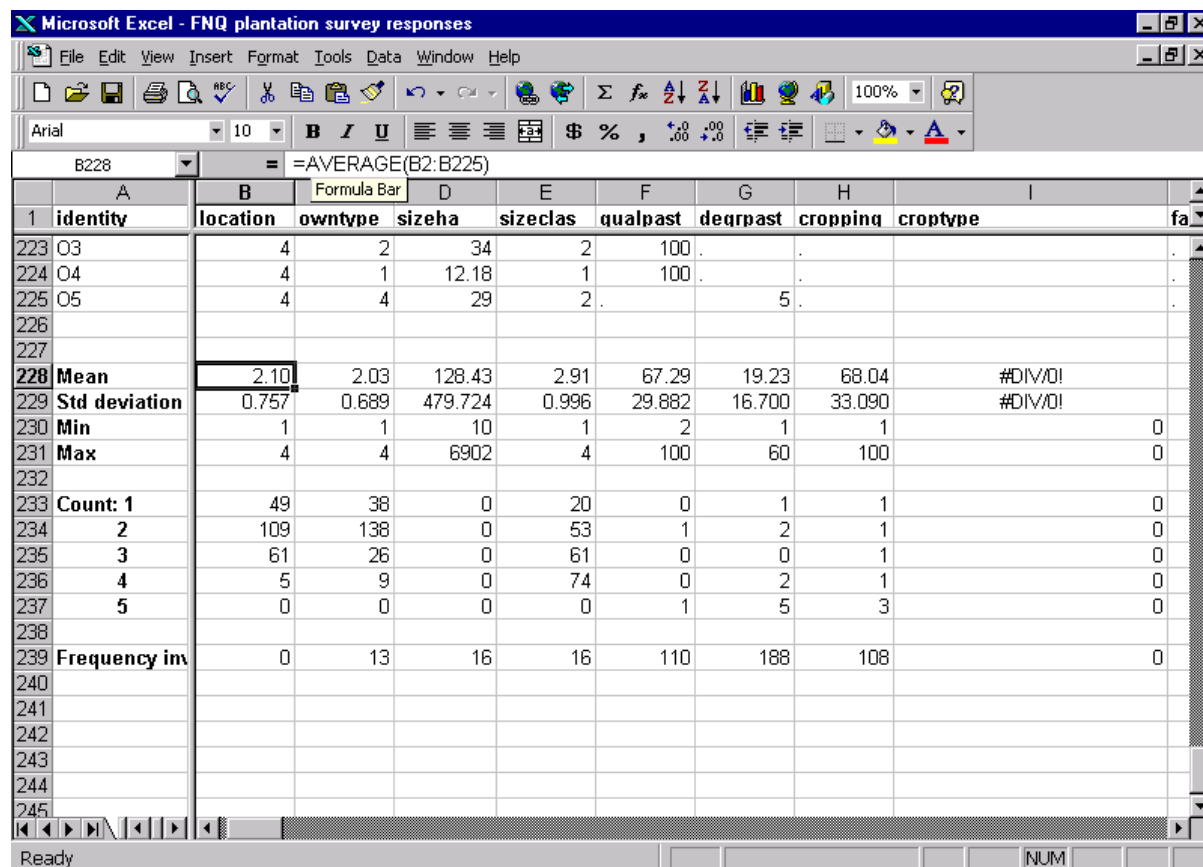 Microsoft Excel - FNQ plantation survey responses
File Edit View Insert Format Tools Data Window Help
ABC Σ fx A Z Z A 100%
Arial 10 B I U $ % , .00 .00 A
B228 = =AVERAGE(B2:B225)
Formula Bar
A B D E F G H I
1 identity location owntype sizeha sizeclas qualpast degrpast cropping croptype fa
223 O3 4 2 34 2 100 . . .
224 O4 4 1 12.18 1 100 . . .
225 O5 4 4 29 2 . 5 . .
226
227
228 Mean 2.10 2.03 128.43 2.91 67.29 19.23 68.04 #DIV/0!
229 Std deviation 0.757 0.689 479.724 0.996 29.882 16.700 33.090 #DIV/0!
230 Min 1 1 10 1 2 1 1 0
231 Max 4 4 6902 4 100 60 100 0
232
233 Count: 1 49 38 0 20 0 1 1 0
234 2 109 138 0 53 1 2 1 0
235 3 61 26 0 61 0 0 1 0
236 4 5 9 0 74 0 2 1 0
237 5 0 0 0 0 1 5 3 0
238
239 Frequency inv 0 13 16 16 110 188 108 0
240
241
242
243
244
245
Ready NUM